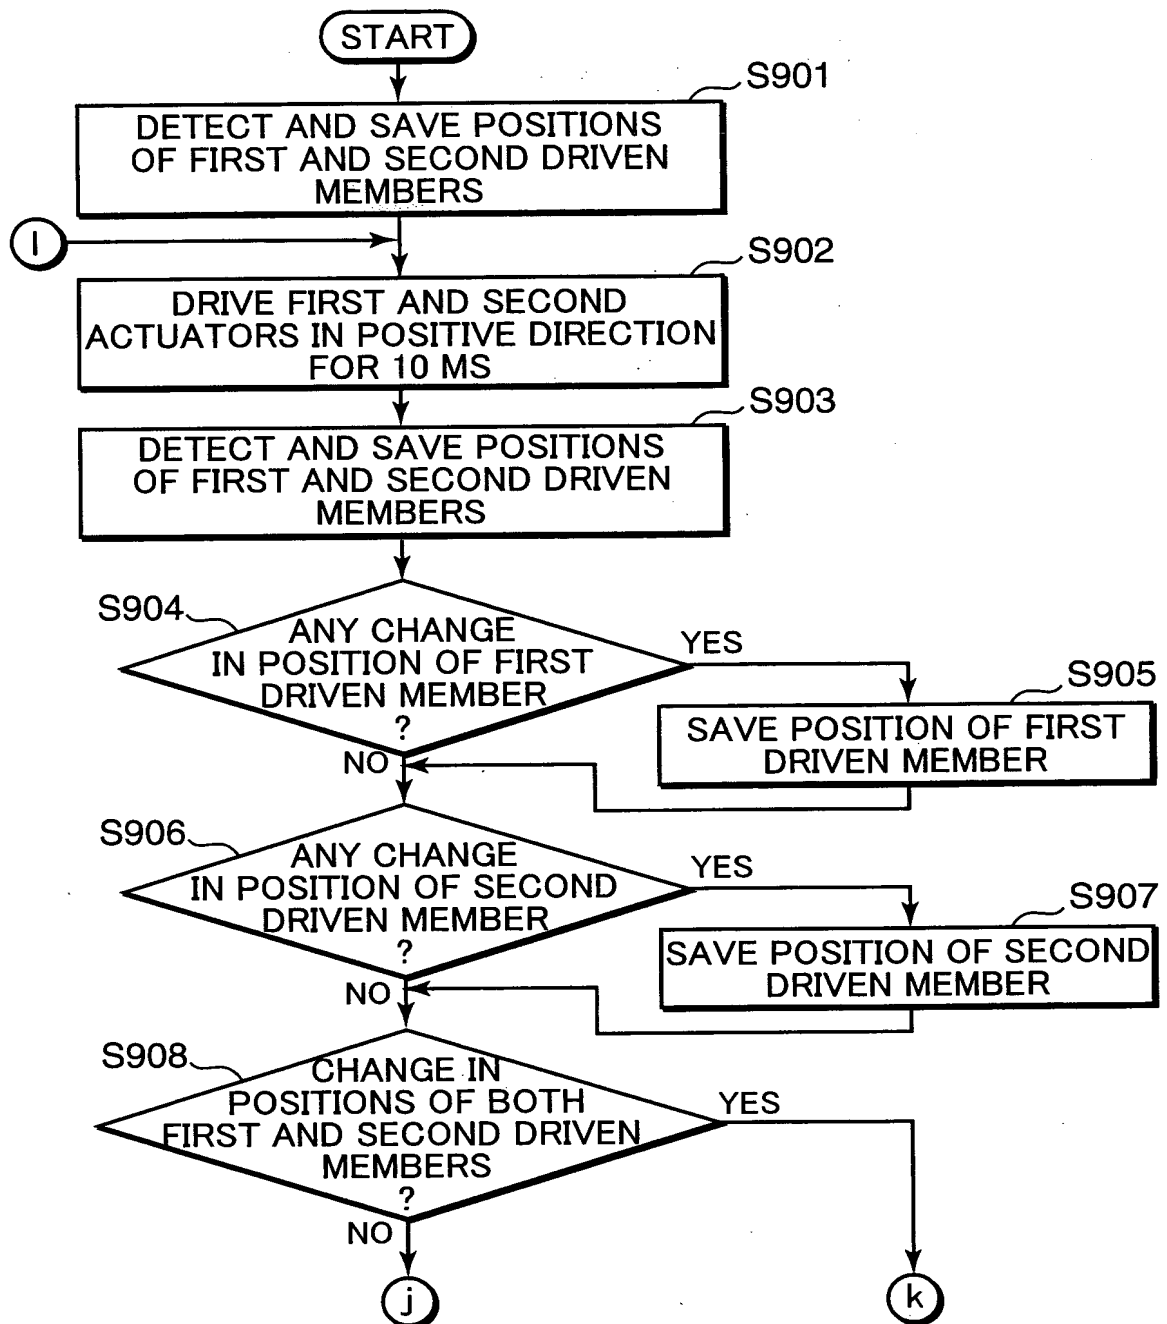 START
S901
DETECT AND SAVE POSITIONS
OF FIRST AND SECOND DRIVEN
MEMBERS
l
S902
DRIVE FIRST AND SECOND
ACTUATORS IN POSITIVE DIRECTION
FOR 10 MS
S903
DETECT AND SAVE POSITIONS
OF FIRST AND SECOND DRIVEN
MEMBERS
S904
ANY CHANGE
IN POSITION OF FIRST
DRIVEN MEMBER
?
YES
NO
S905
SAVE POSITION OF FIRST
DRIVEN MEMBER
S906
ANY CHANGE
IN POSITION OF SECOND
DRIVEN MEMBER
?
YES
NO
S907
SAVE POSITION OF SECOND
DRIVEN MEMBER
S908
CHANGE IN
POSITIONS OF BOTH
FIRST AND SECOND DRIVEN
MEMBERS
?
YES
NO
j
k